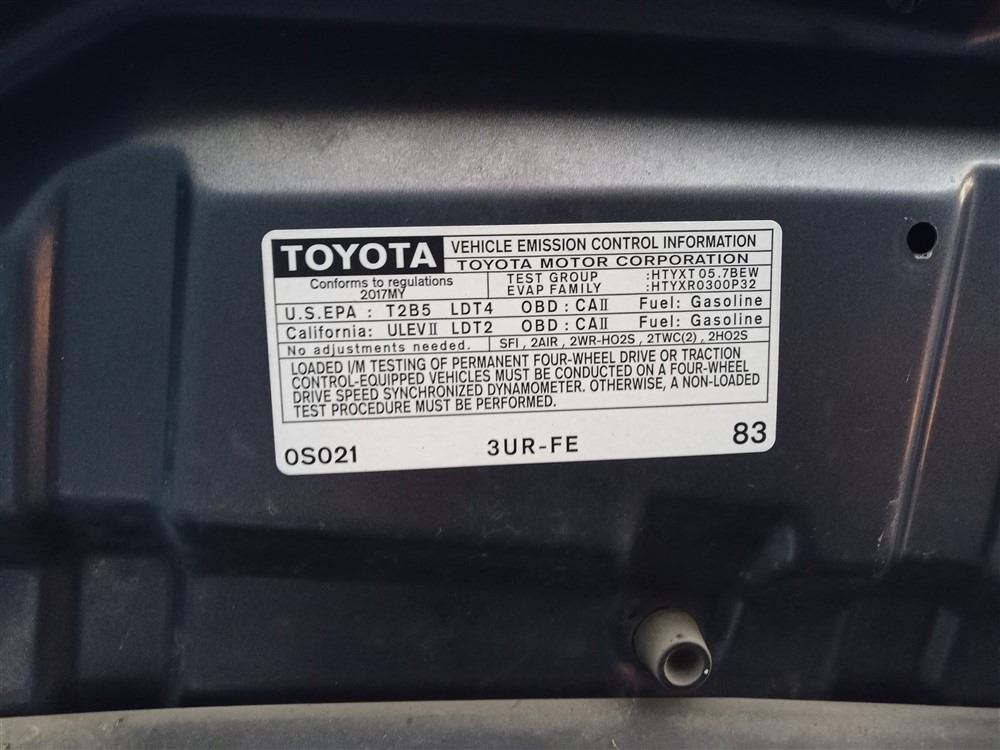 TOYOTA VEHICLE EMISSION CONTROL INFORMATION
TOYOTA MOTOR CORPORATION
Conforms to regulations
2017MY
TEST GROUP :HTYXT05.7BEW
EVAP FAMILY :HTYXR0300P32
U.S.EPA : T2B5 LDT4 OBD : CAII Fuel: Gasoline
California: ULEVII LDT2 OBD : CAII Fuel: Gasoline
No adjustments needed. SFI , 2AIR , 2WR-HO2S , 2TWC(2) , 2HO2S
LOADED I/M TESTING OF PERMANENT FOUR-WHEEL DRIVE OR TRACTION
CONTROL-EQUIPPED VEHICLES MUST BE CONDUCTED ON A FOUR-WHEEL
DRIVE SPEED SYNCHRONIZED DYNAMOMETER. OTHERWISE, A NON-LOADED
TEST PROCEDURE MUST BE PERFORMED.
0S021 3UR-FE 83